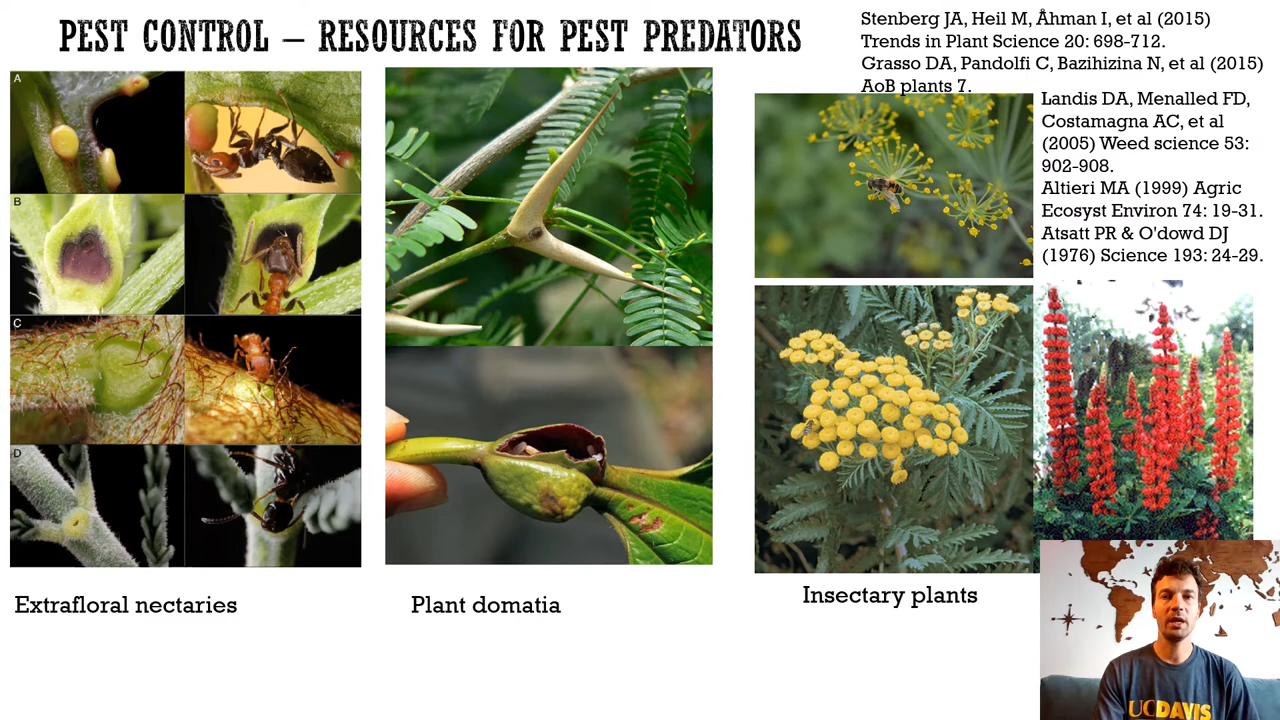 PEST CONTROL – RESOURCES FOR PEST PREDATORS
Stenberg JA, Heil M, Åhman I, et al (2015)
Trends in Plant Science 20: 698-712.
Grasso DA, Pandolfi C, Bazihizina N, et al (2015)
AoB plants 7.
Landis DA, Menalled FD,
Costamagna AC, et al
(2005) Weed science 53:
902-908.
Altieri MA (1999) Agric
Ecosyst Environ 74: 19-31.
Atsatt PR & O'dowd DJ
(1976) Science 193: 24-29.
A
B
C
D
Extrafloral nectaries
Plant domatia
Insectary plants
UC DAVIS